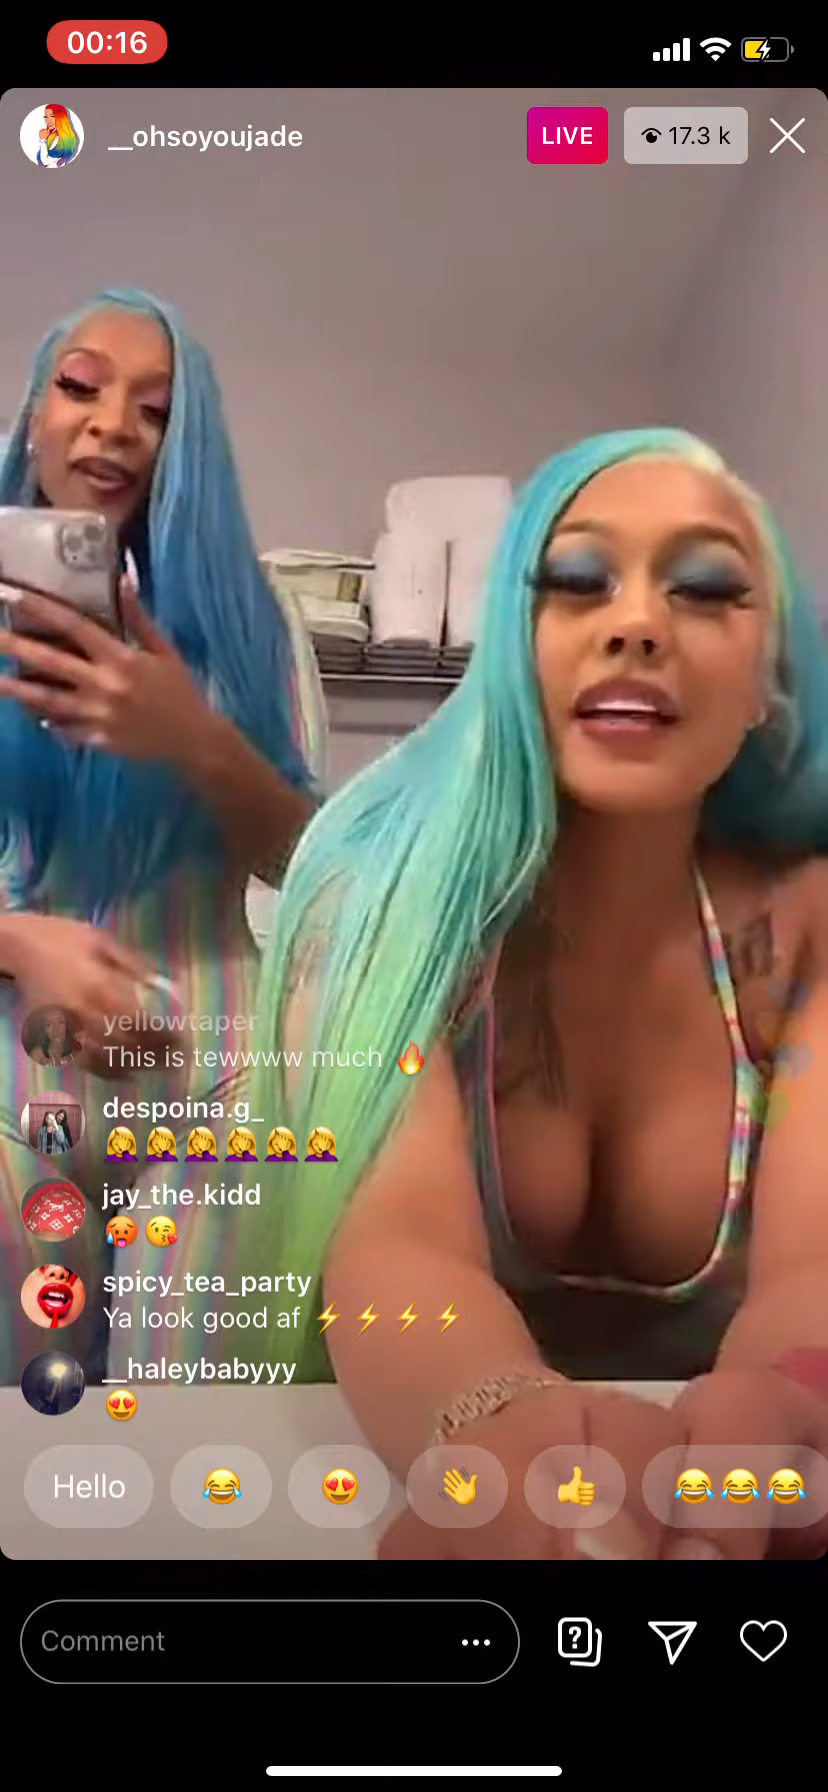 00:16
__ohsoyoujade
LIVE
17.3 k
yellowtaper
This is tewwww much 🔥
despoina.g_
🤦‍♀️🤦‍♀️🤦‍♀️🤦‍♀️🤦‍♀️🤦‍♀️
jay_the.kidd
🥵😘
spicy_tea_party
Ya look good af ⚡⚡⚡⚡
__haleybabyyy
😍
Hello 😂 😍 👋 👍 😂😂😂
Comment